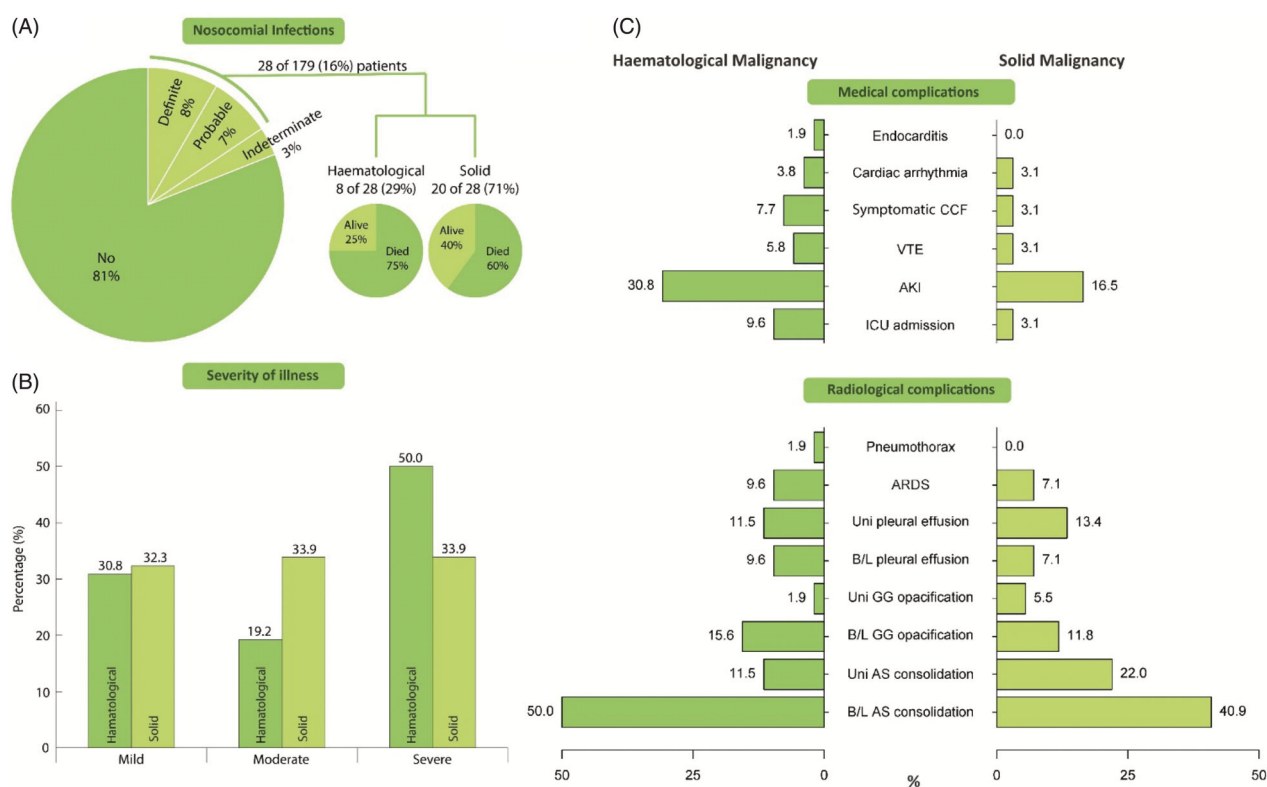 (A)
Nosocomial Infections
28 of 179 (16%) patients
Definite
8%
Probable
7%
Indeterminate
3%
No
81%
Haematological
8 of 28 (29%)
Solid
20 of 28 (71%)
Alive
25%
Died
75%
Alive
40%
Died
60%
(B)
Severity of illness
Percentage (%)
60
50
40
30
20
10
0
30.8
32.3
19.2
33.9
50.0
33.9
Hamatological
Solid
Hamatological
Solid
Hamatological
Solid
Mild
Moderate
Severe
(C)
Haematological Malignancy
Solid Malignancy
Medical complications
1.9 Endocarditis 0.0
3.8 Cardiac arrhythmia 3.1
7.7 Symptomatic CCF 3.1
5.8 VTE 3.1
30.8 AKI 16.5
9.6 ICU admission 3.1
Radiological complications
1.9 Pneumothorax 0.0
9.6 ARDS 7.1
11.5 Uni pleural effusion 13.4
9.6 B/L pleural effusion 7.1
1.9 Uni GG opacification 5.5
15.6 B/L GG opacification 11.8
11.5 Uni AS consolidation 22.0
50.0 B/L AS consolidation 40.9
50 25 0 % 0 25 50